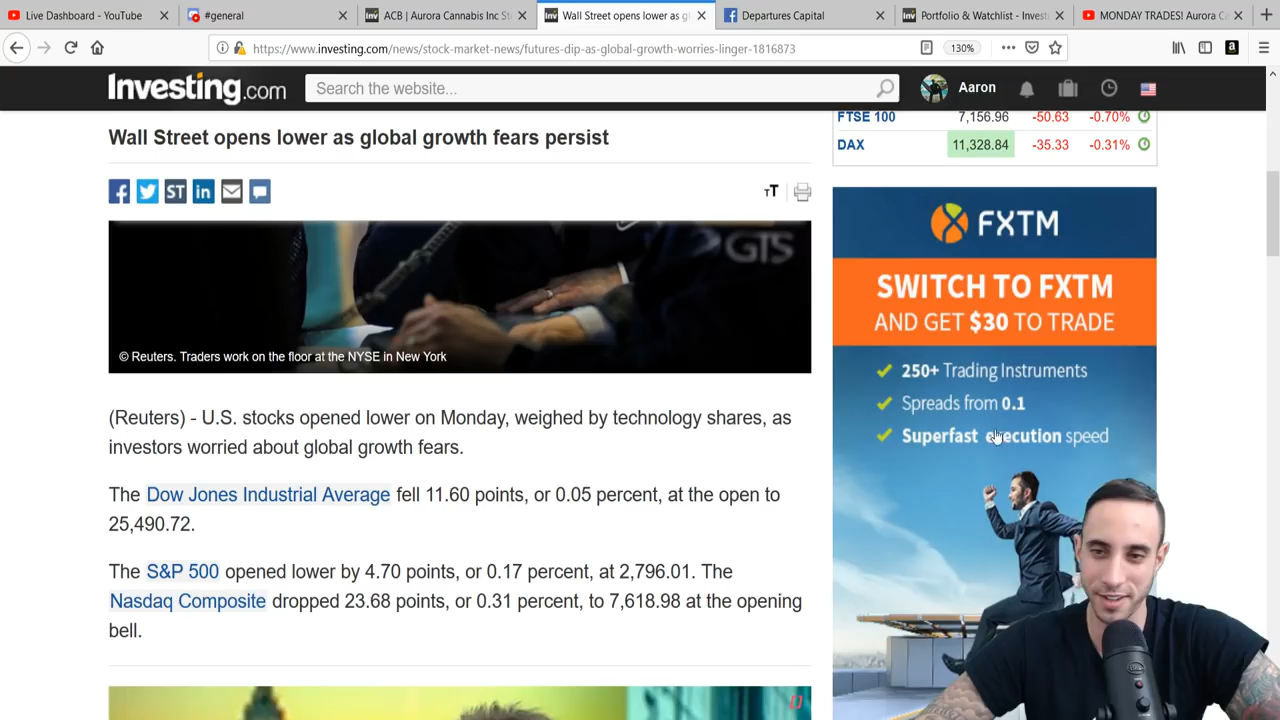 Live Dashboard - YouTube
#general
ACB | Aurora Cannabis Inc St
Wall Street opens lower as gl
Departures Capital
Portfolio & Watchlist - Invest
MONDAY TRADES! Aurora C
https://www.investing.com/news/stock-market-news/futures-dip-as-global-growth-worries-linger-1816873
130%
Investing.com
Search the website...
Aaron
Wall Street opens lower as global growth fears persist
FTSE 100 7,156.96 -50.63 -0.70%
DAX 11,328.84 -35.33 -0.31%
ST
in
TT
GTS
© Reuters. Traders work on the floor at the NYSE in New York
(Reuters) - U.S. stocks opened lower on Monday, weighed by technology shares, as
investors worried about global growth fears.
The Dow Jones Industrial Average fell 11.60 points, or 0.05 percent, at the open to
25,490.72.
The S&P 500 opened lower by 4.70 points, or 0.17 percent, at 2,796.01. The
Nasdaq Composite dropped 23.68 points, or 0.31 percent, to 7,618.98 at the opening
bell.
FXTM
SWITCH TO FXTM
AND GET $30 TO TRADE
250+ Trading Instruments
Spreads from 0.1
Superfast execution speed